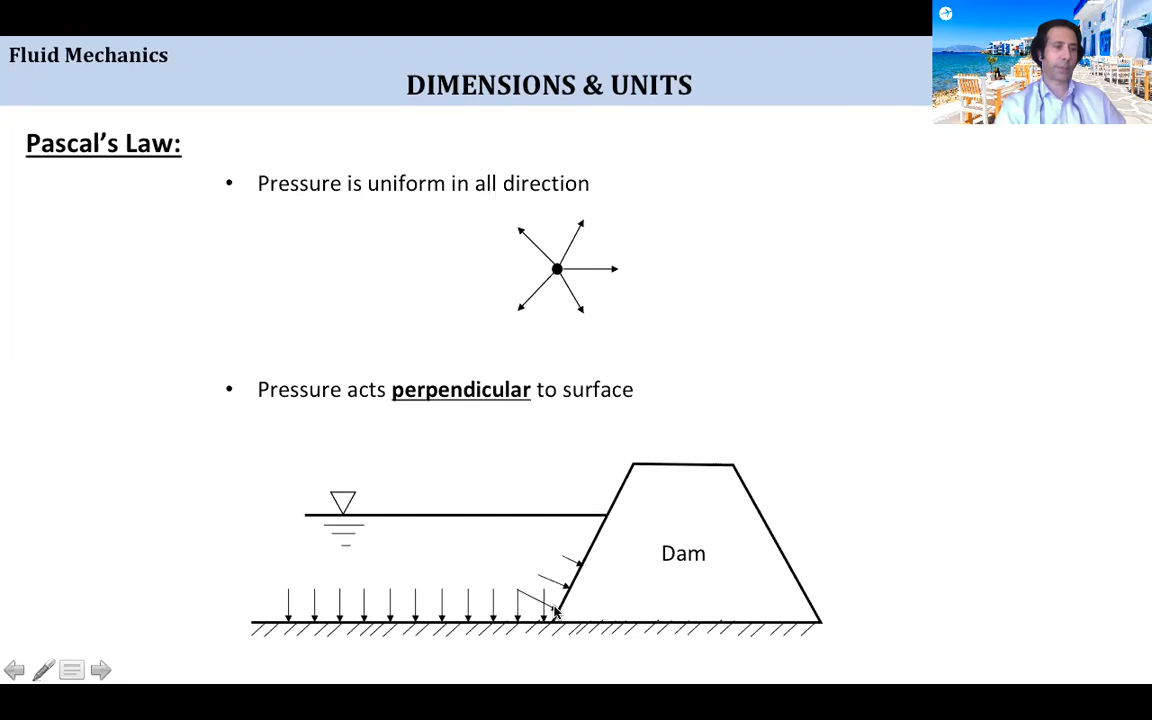 Fluid Mechanics
DIMENSIONS & UNITS
Pascal’s Law:
• Pressure is uniform in all direction
• Pressure acts perpendicular to surface
Dam